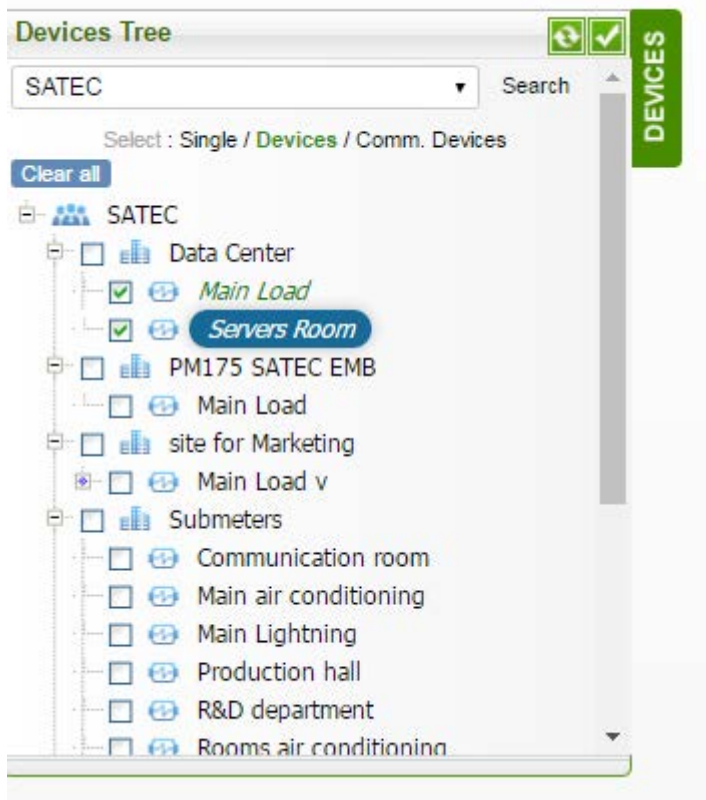 Devices Tree
DEVICES
SATEC
Search
Select : Single / Devices / Comm. Devices
Clear all
SATEC
Data Center
Main Load
Servers Room
PM175 SATEC EMB
Main Load
site for Marketing
Main Load v
Submeters
Communication room
Main air conditioning
Main Lightning
Production hall
R&D department
Rooms air conditioning